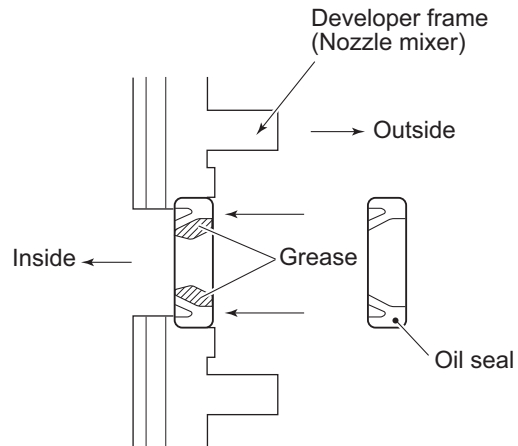 Developer frame
(Nozzle mixer)
Outside
Inside
Grease
Oil seal